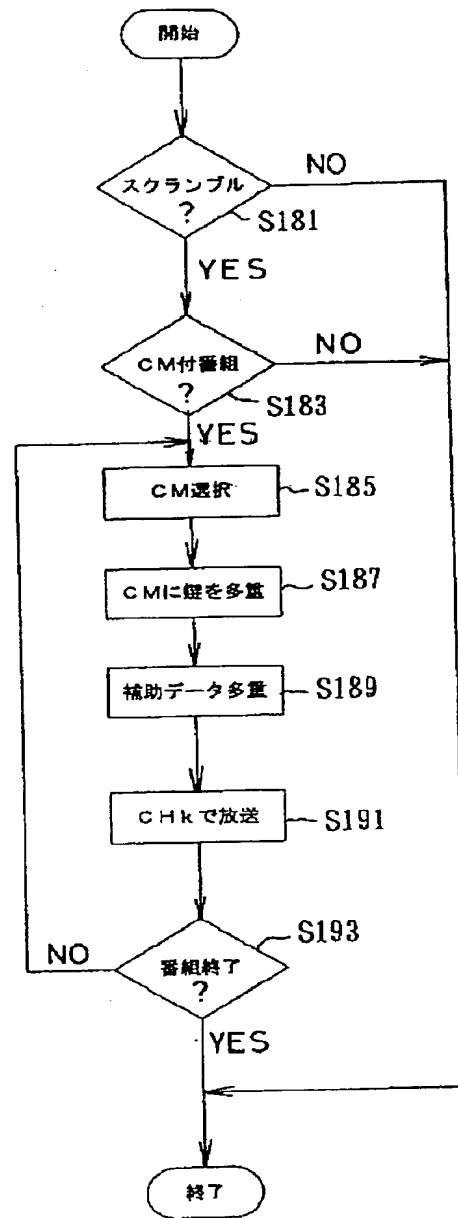 開始
スクランブル
?
NO
S181
YES
CM付番組
?
NO
S183
YES
CM選択
S185
CMに鍵を多重
S187
補助データ多重
S189
CHkで放送
S191
番組終了
?
S193
NO
YES
終了